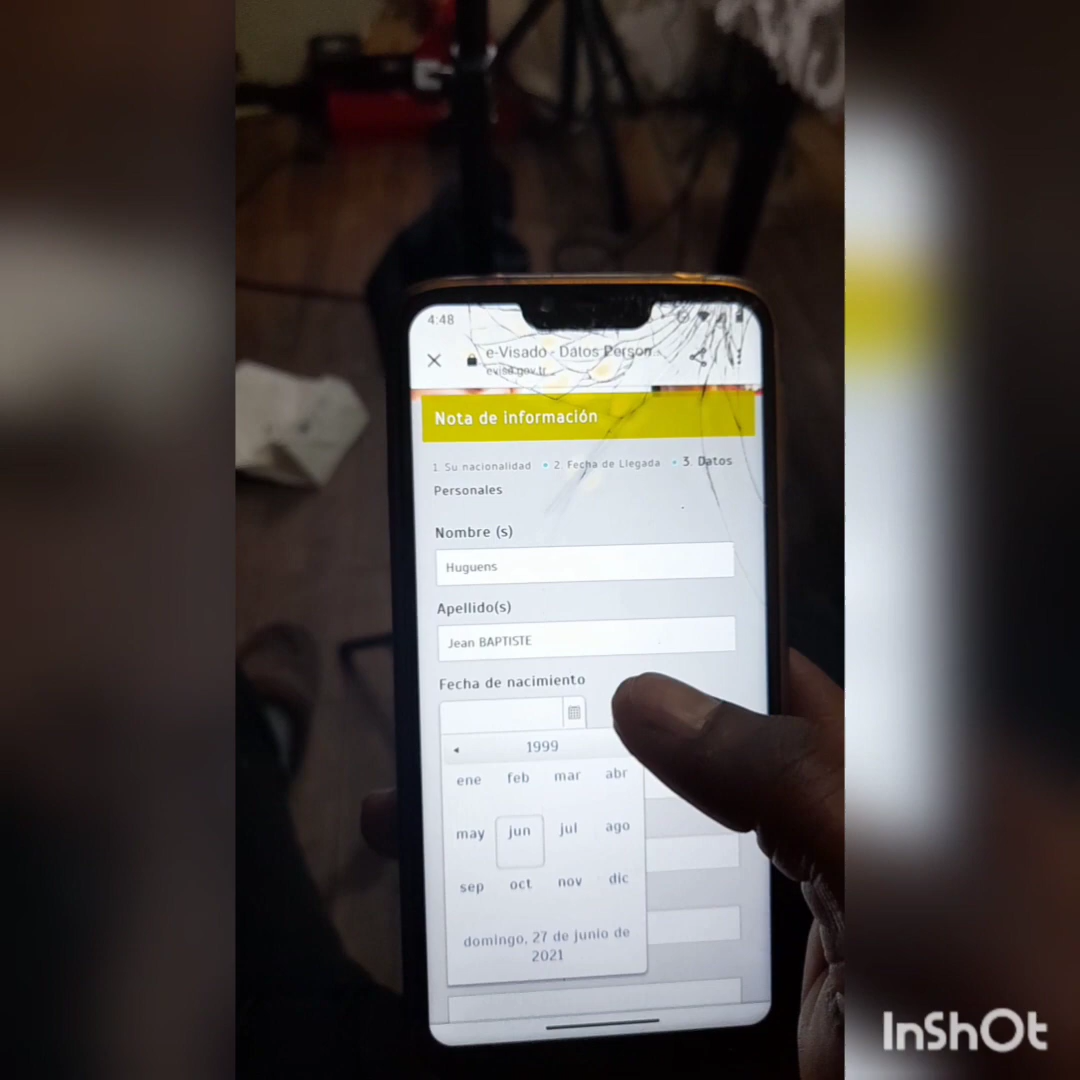 4:48
e-Visado - Datos Person...
evisa.gov.tr
Nota de información
1. Su nacionalidad • 2. Fecha de Llegada • 3. Datos
Personales
Nombre (s)
Huguens
Apellido(s)
Jean BAPTISTE
Fecha de nacimiento
1999
ene feb mar abr
may jun jul ago
sep oct nov dic
domingo, 27 de junio de
2021
InShOt